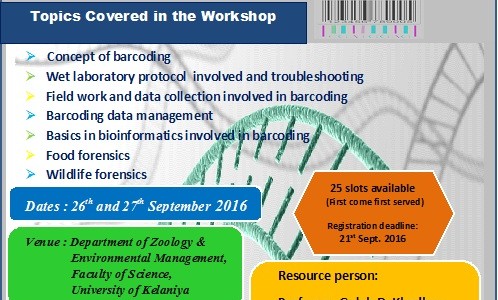 Topics Covered in the Workshop
Concept of barcoding
Wet laboratory protocol involved and troubleshooting
Field work and data collection involved in barcoding
Barcoding data management
Basics in bioinformatics involved in barcoding
Food forensics
Wildlife forensics
Dates : 26th and 27th September 2016
25 slots available
(First come first served)
Registration deadline:
21st Sept. 2016
Venue : Department of Zoology &
Environmental Management,
Faculty of Science,
University of Kelaniya
Resource person: